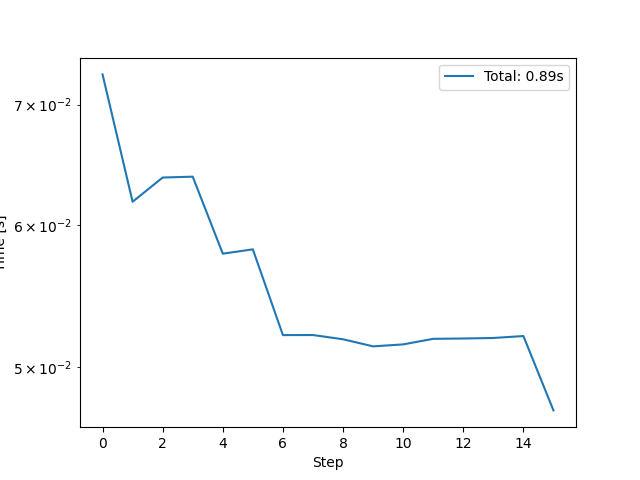 Total: 0.89s
7 × 10⁻²
6 × 10⁻²
5 × 10⁻²
[s]
0 2 4 6 8 10 12 14
Step